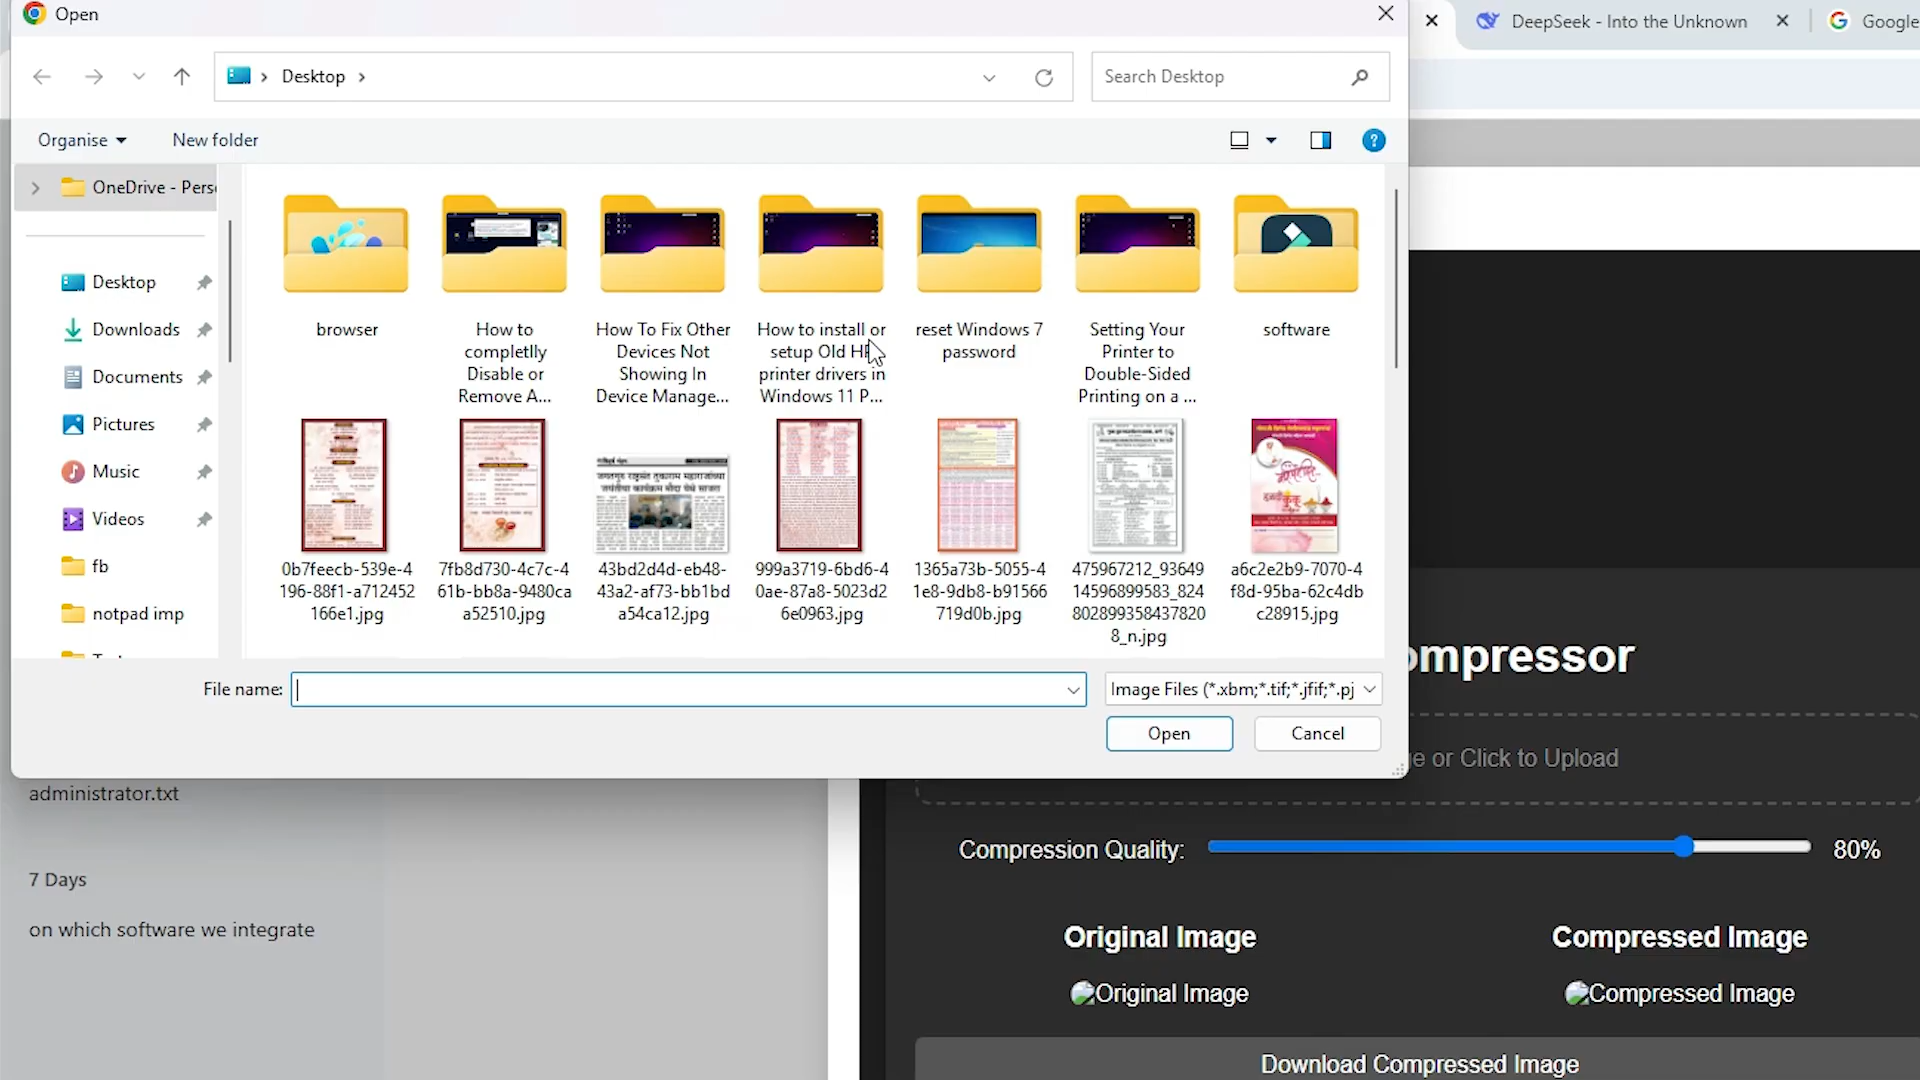 Open
DeepSeek - Into the Unknown
Google
Desktop
Search Desktop
Organise
New folder
OneDrive - Pers
Desktop
Downloads
Documents
Pictures
Music
Videos
fb
notpad imp
browser
How to
completlly
Disable or
Remove A...
How To Fix Other
Devices Not
Showing In
Device Manage...
How to install or
setup Old HP
printer drivers in
Windows 11 P...
reset Windows 7
password
Setting Your
Printer to
Double-Sided
Printing on a ...
software
जगतगुरु राष्ट्रसंत तुकाराम महाराजांच्या
0b7feecb-539e-4
196-88f1-a712452
166e1.jpg
7fb8d730-4c7c-4
61b-bb8a-9480ca
a52510.jpg
43bd2d4d-eb48-
43a2-af73-bb1bd
a54ca12.jpg
999a3719-6bd6-4
0ae-87a8-5023d2
6e0963.jpg
1365a73b-5055-4
1e8-9db8-b91566
719d0b.jpg
475967212_93649
14596899583_824
802899358437820
8_n.jpg
a6c2e2b9-7070-4
f8d-95ba-62c4db
c28915.jpg
File name:
Image Files (*.xbm;*.tif;*.jfif;*.pj
Open
Cancel
ompressor
e or Click to Upload
administrator.txt
7 Days
on which software we integrate
Compression Quality:
80%
Original Image
Compressed Image
Original Image
Compressed Image
Download Compressed Image